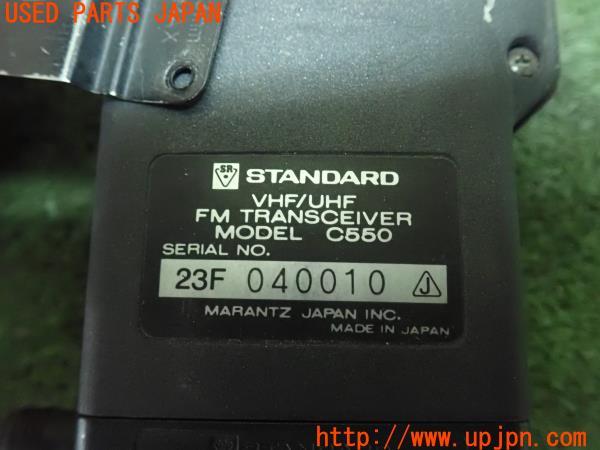 USED PARTS JAPAN
SR STANDARD
VHF/UHF
FM TRANSCEIVER
MODEL C550
SERIAL NO.
23F 040010 J
MARANTZ JAPAN INC.
MADE IN JAPAN
http://www.upjpn.com/